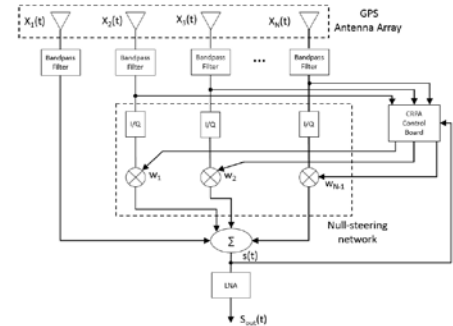 X1(t)
X2(t)
X3(t)
XN(t)
GPS
Antenna Array
Bandpass
Filter
Bandpass
Filter
Bandpass
Filter
...
Bandpass
Filter
I/Q
I/Q
I/Q
CRPA
Control
Board
w1
w2
wN-1
Null-steering
network
Σ
s(t)
LNA
Sout(t)